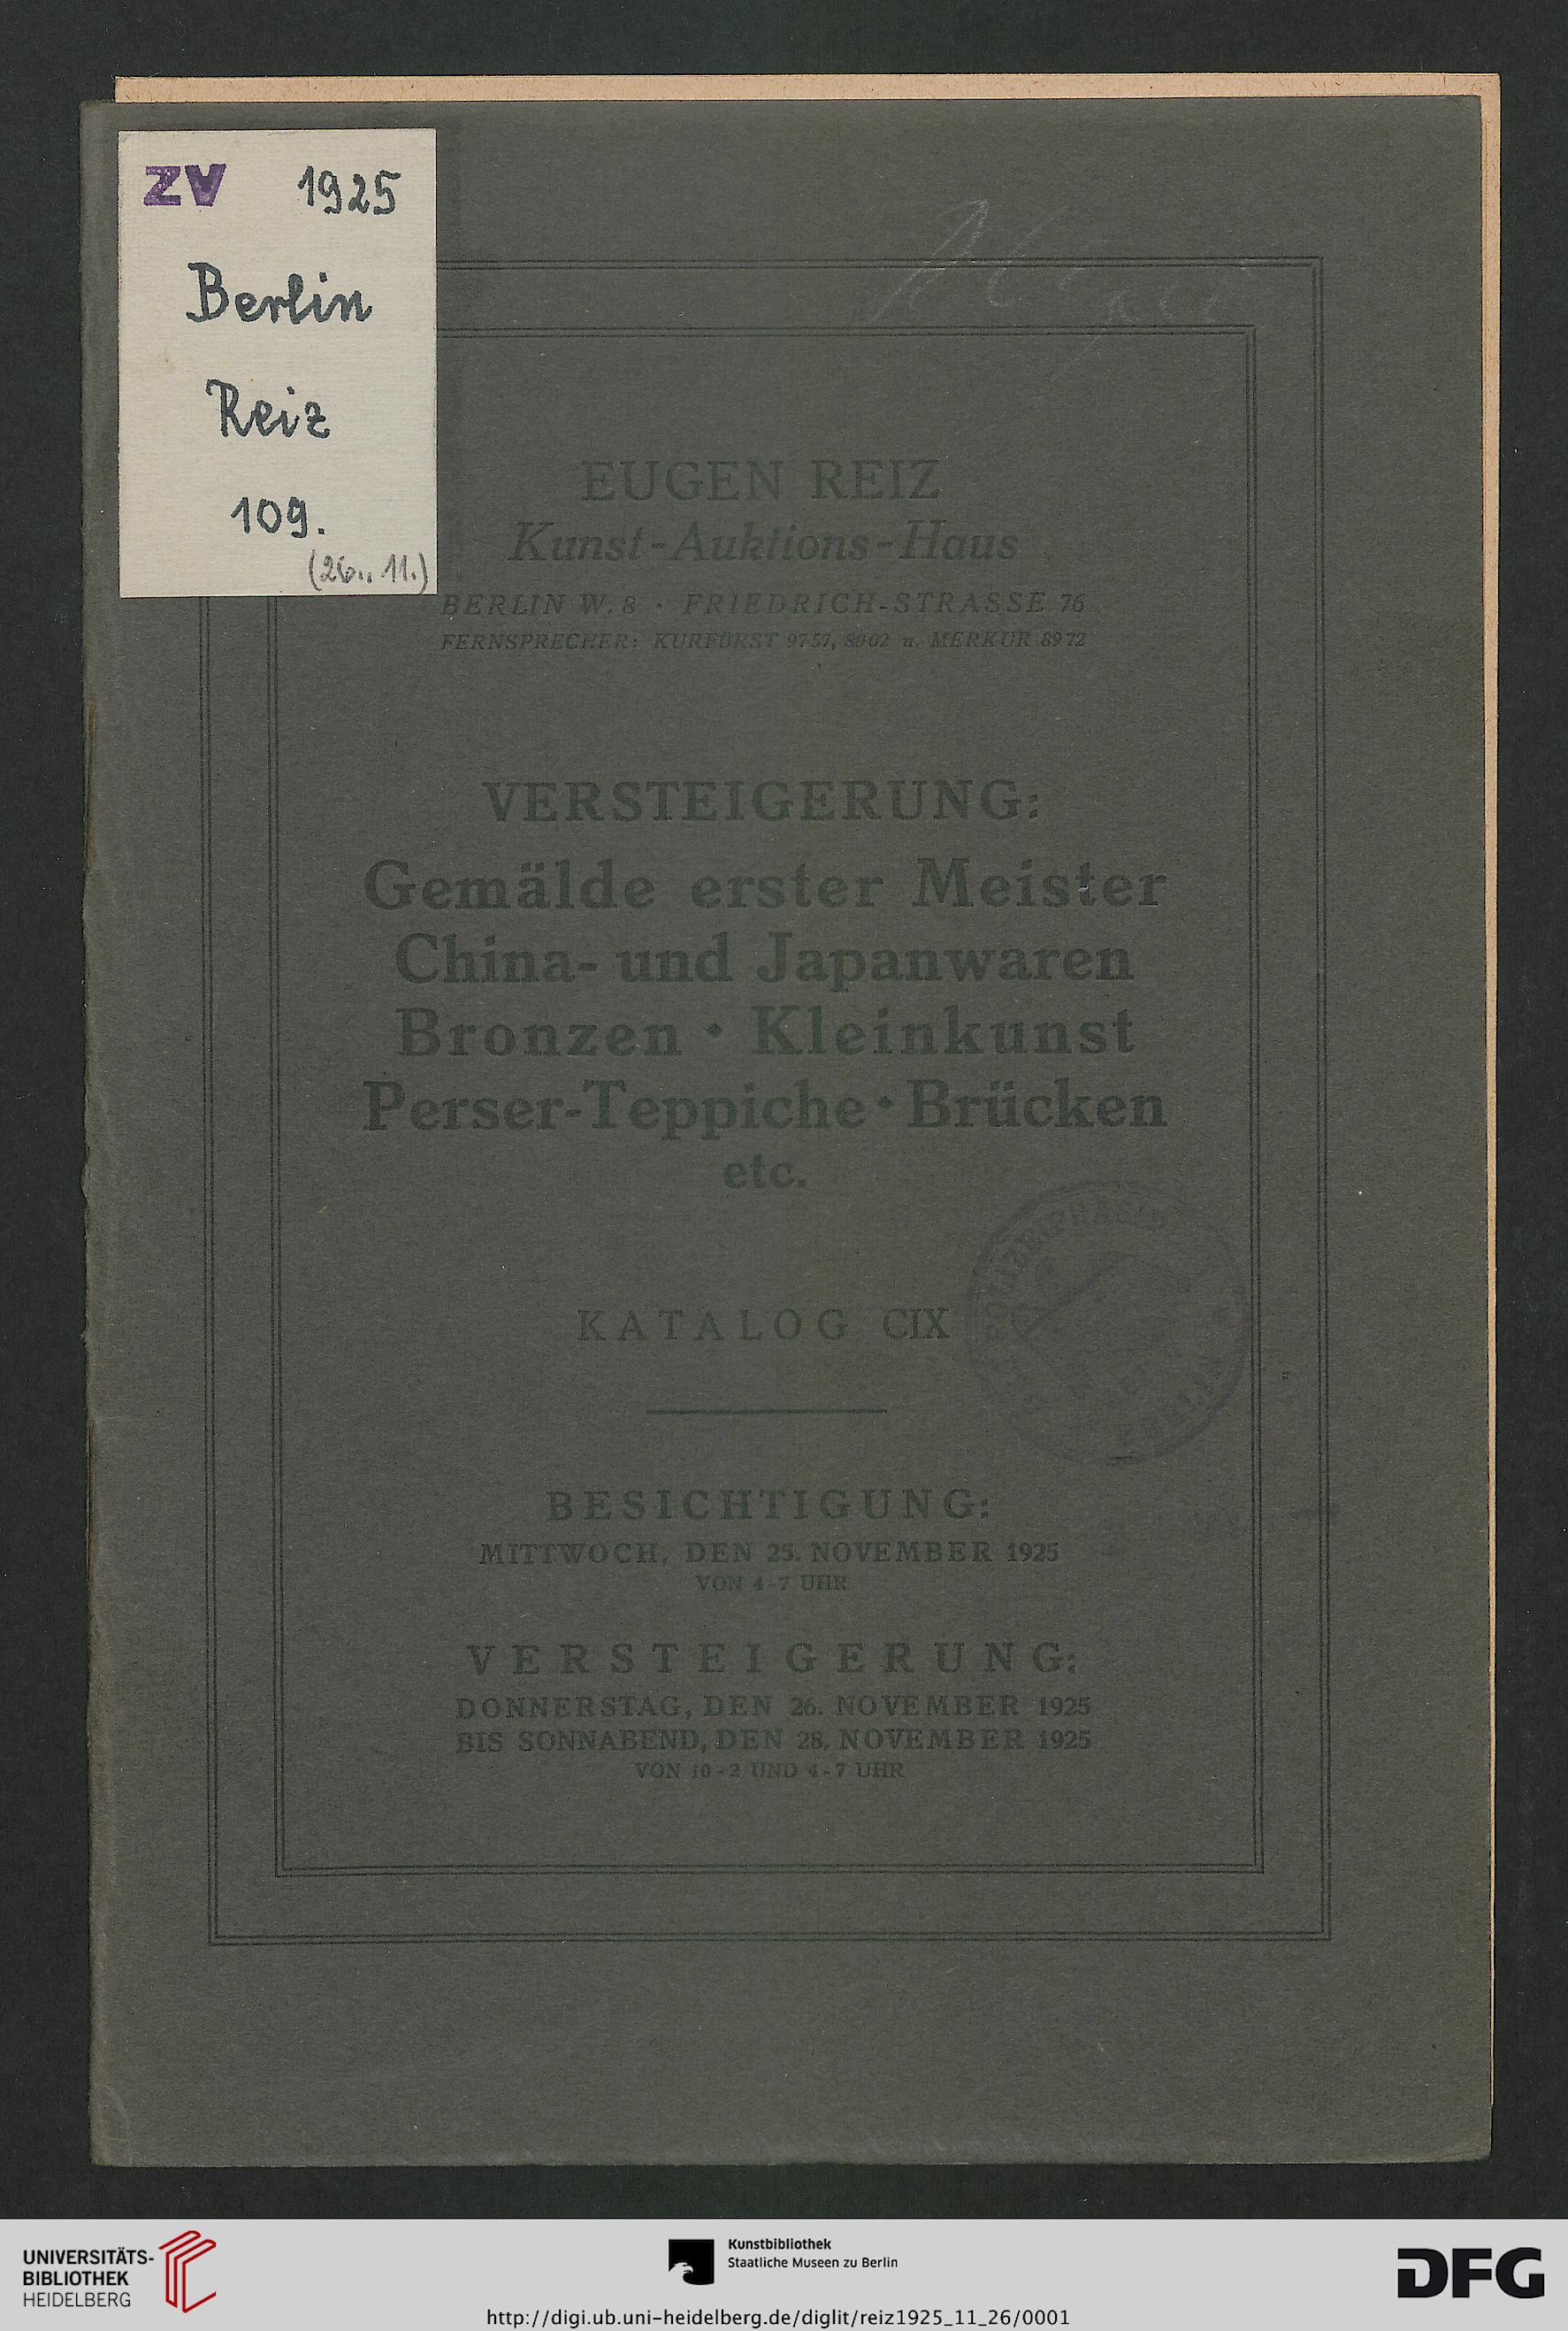 ZV 1925
Berlin
Reiz
109.
(26., 11.)
EUGEN REIZ
Kunst-Auktions-Haus
BERLIN W. 8 · FRIEDRICH-STRASSE 76
FERNSPRECHER: KURFÜRST 9757, 8002 u. MERKUR 8972
VERSTEIGERUNG:
Gemälde erster Meister
China- und Japanwaren
Bronzen • Kleinkunst
Perser-Teppiche • Brücken
etc.
KATALOG CIX
BERLIN
BESICHTIGUNG:
MITTWOCH, DEN 25. NOVEMBER 1925
VON 4-7 UHR
VERSTEIGERUNG:
DONNERSTAG, DEN 26. NOVEMBER 1925
BIS SONNABEND, DEN 28. NOVEMBER 1925
VON 10-2 UND 4-7 UHR
UNIVERSITÄTS-
BIBLIOTHEK
HEIDELBERG
Kunstbibliothek
Staatliche Museen zu Berlin
DFG
http://digi.ub.uni-heidelberg.de/diglit/reiz1925_11_26/0001